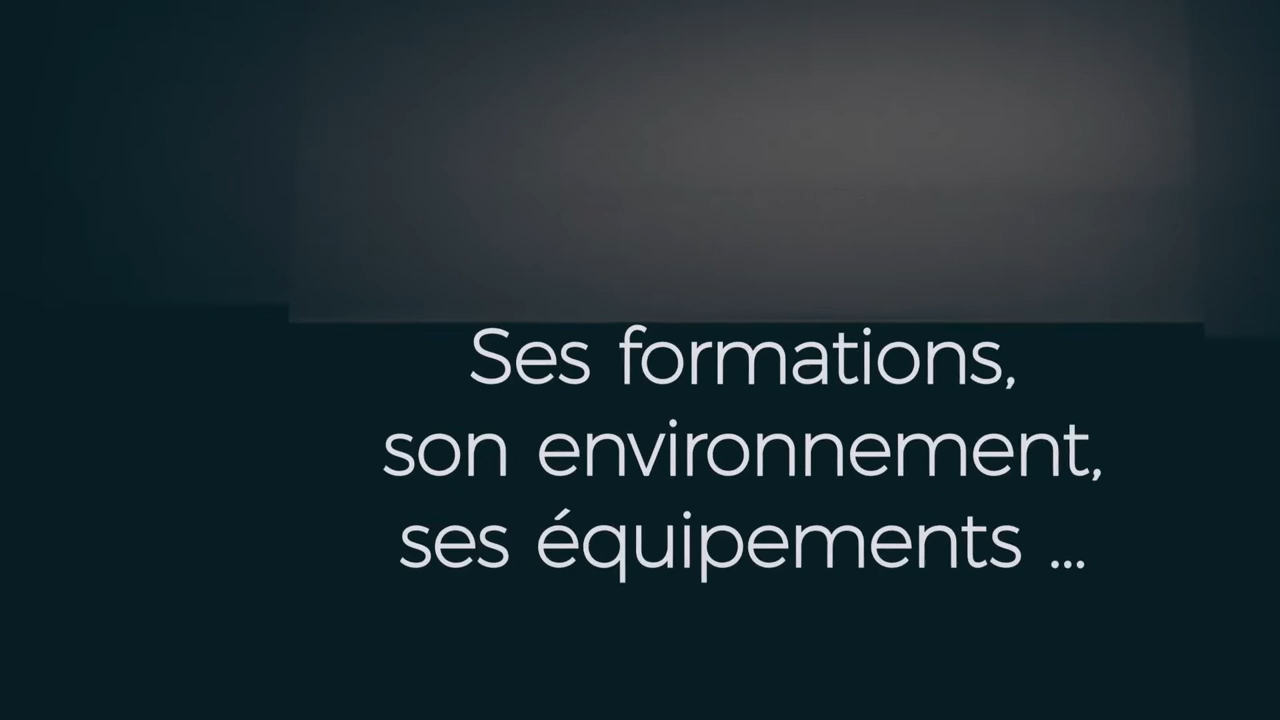 Ses formations,
son environnement,
ses équipements ...